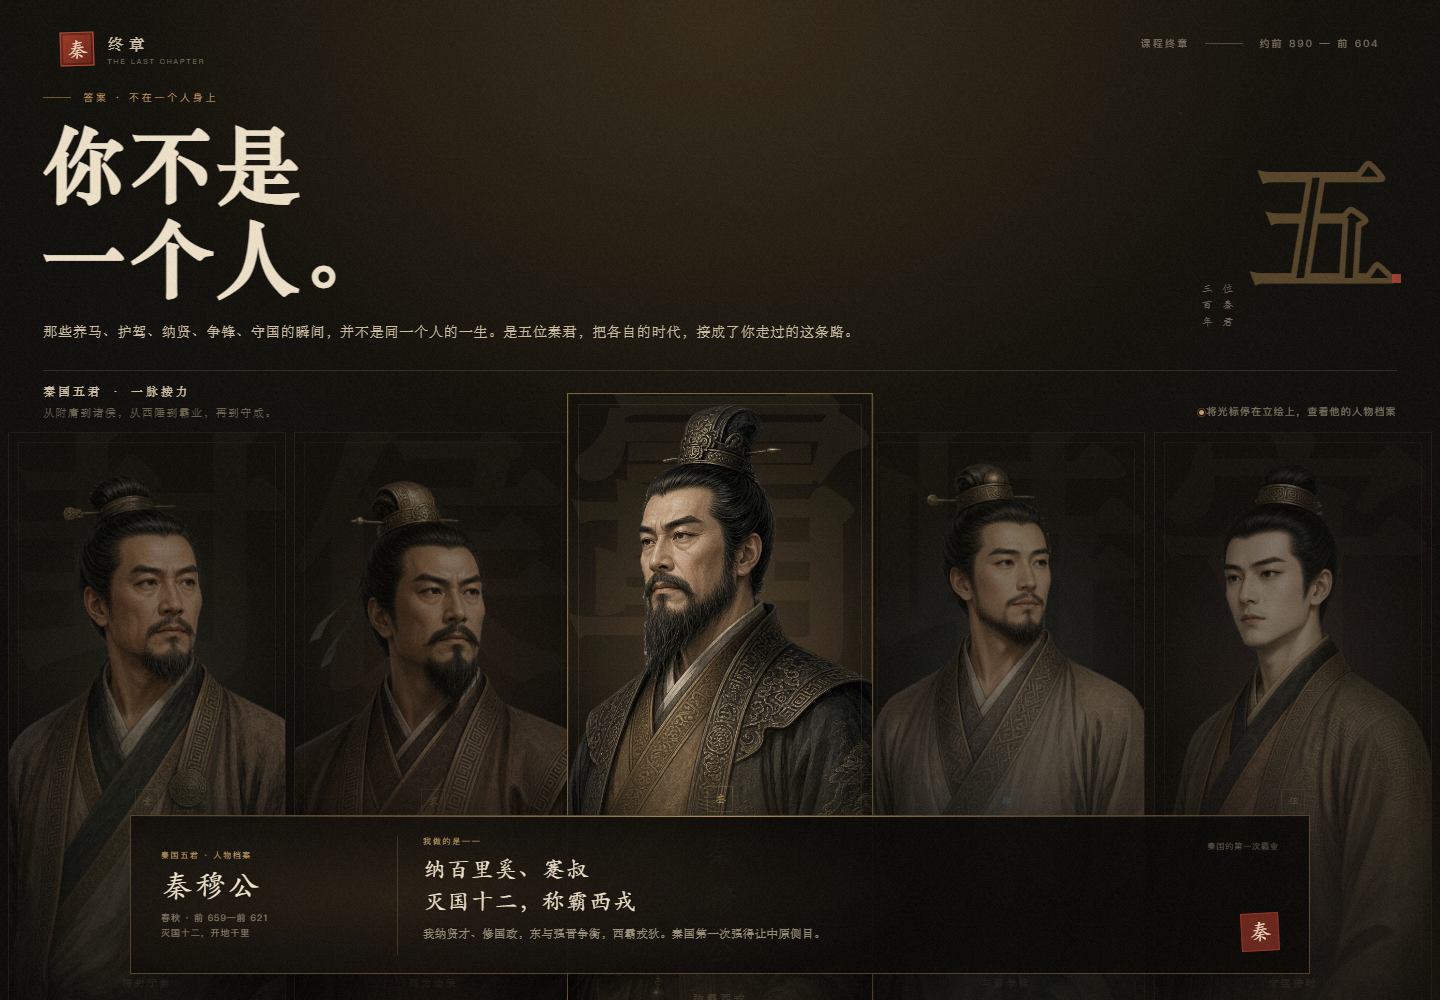 秦
终章
THE LAST CHAPTER
课程终章 —— 约前 890 — 前 604
—— 答案 · 不在一个人身上
你不是
一个人。
五
三百年
位秦君
那些养马、护驾、纳贤、争锋、守国的瞬间，并不是同一个人的一生。是五位秦君，把各自的时代，接成了你走过的这条路。
秦国五君 · 一脉接力
从附庸到诸侯，从西陲到霸业，再到守成。
将光标停在立绘上，查看他的人物档案
霸
秦国五君 · 人物档案
秦穆公
春秋 · 前 659—前 621
灭国十二，开地千里
我做的是——
纳百里奚、蹇叔
灭国十二，称霸西戎
我纳贤才、修国政，东与强晋争衡，西霸戎狄。秦国第一次强得让中原侧目。
秦国的第一次霸业
秦